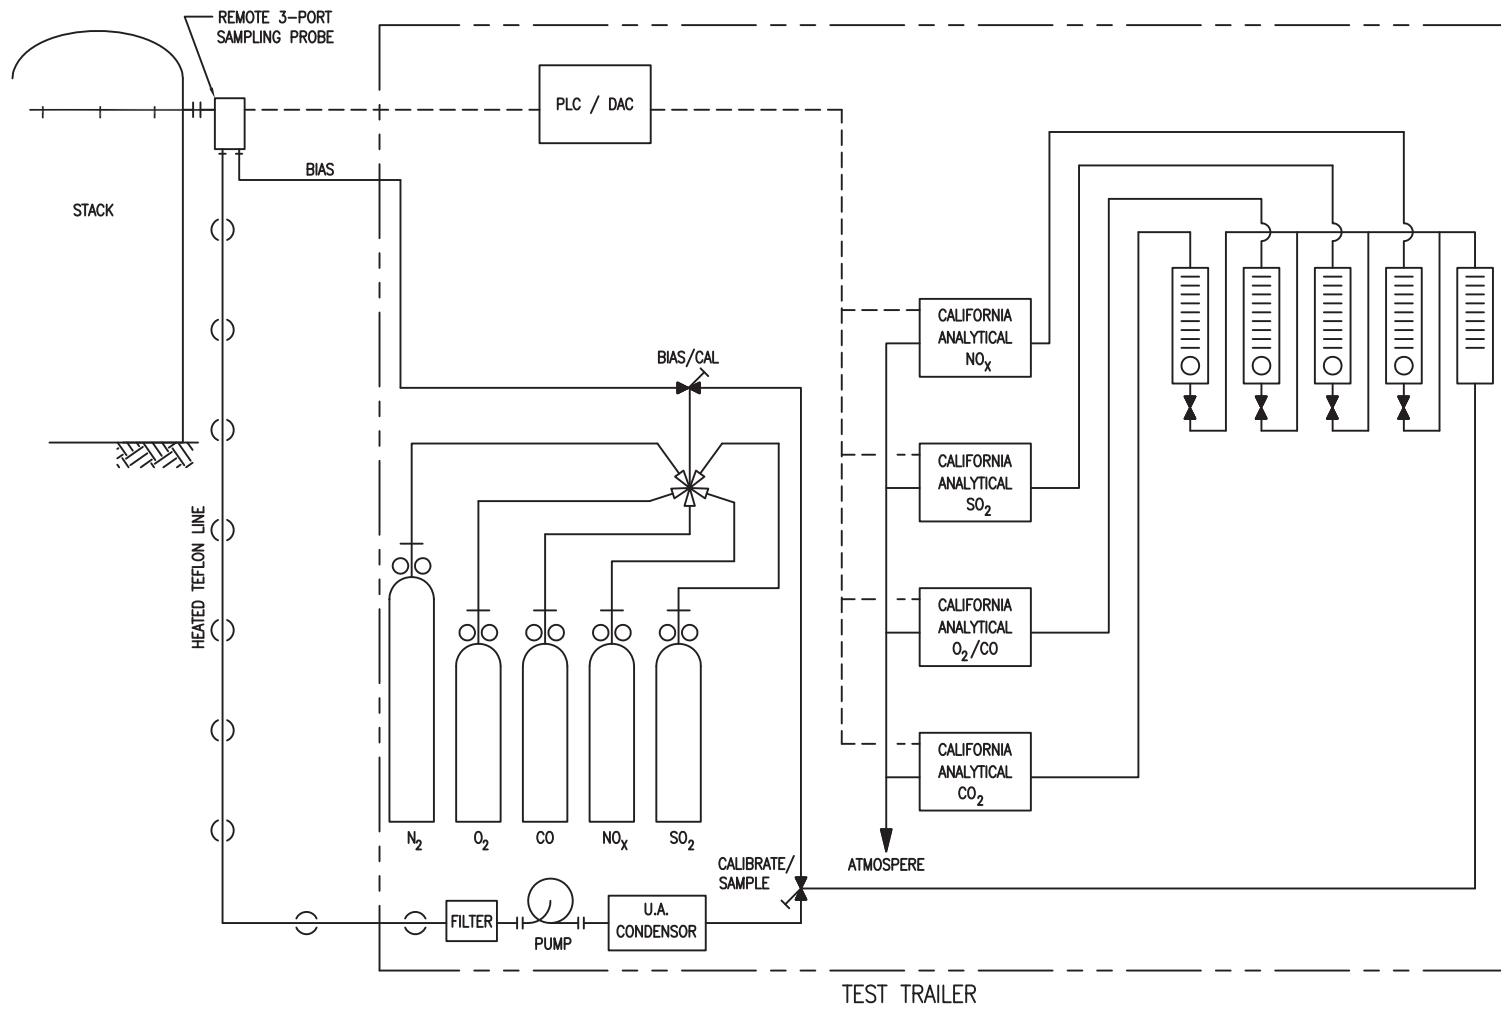 REMOTE 3-PORT
SAMPLING PROBE
PLC / DAC
BIAS
STACK
CALIFORNIA
ANALYTICAL
NOX
BIAS/CAL
CALIFORNIA
ANALYTICAL
SO2
HEATED TEFLON LINE
CALIFORNIA
ANALYTICAL
O2/CO
CALIFORNIA
ANALYTICAL
CO2
N2
O2
CO
NOX
SO2
CALIBRATE/
SAMPLE
ATMOSPERE
FILTER
PUMP
U.A.
CONDENSOR
TEST TRAILER